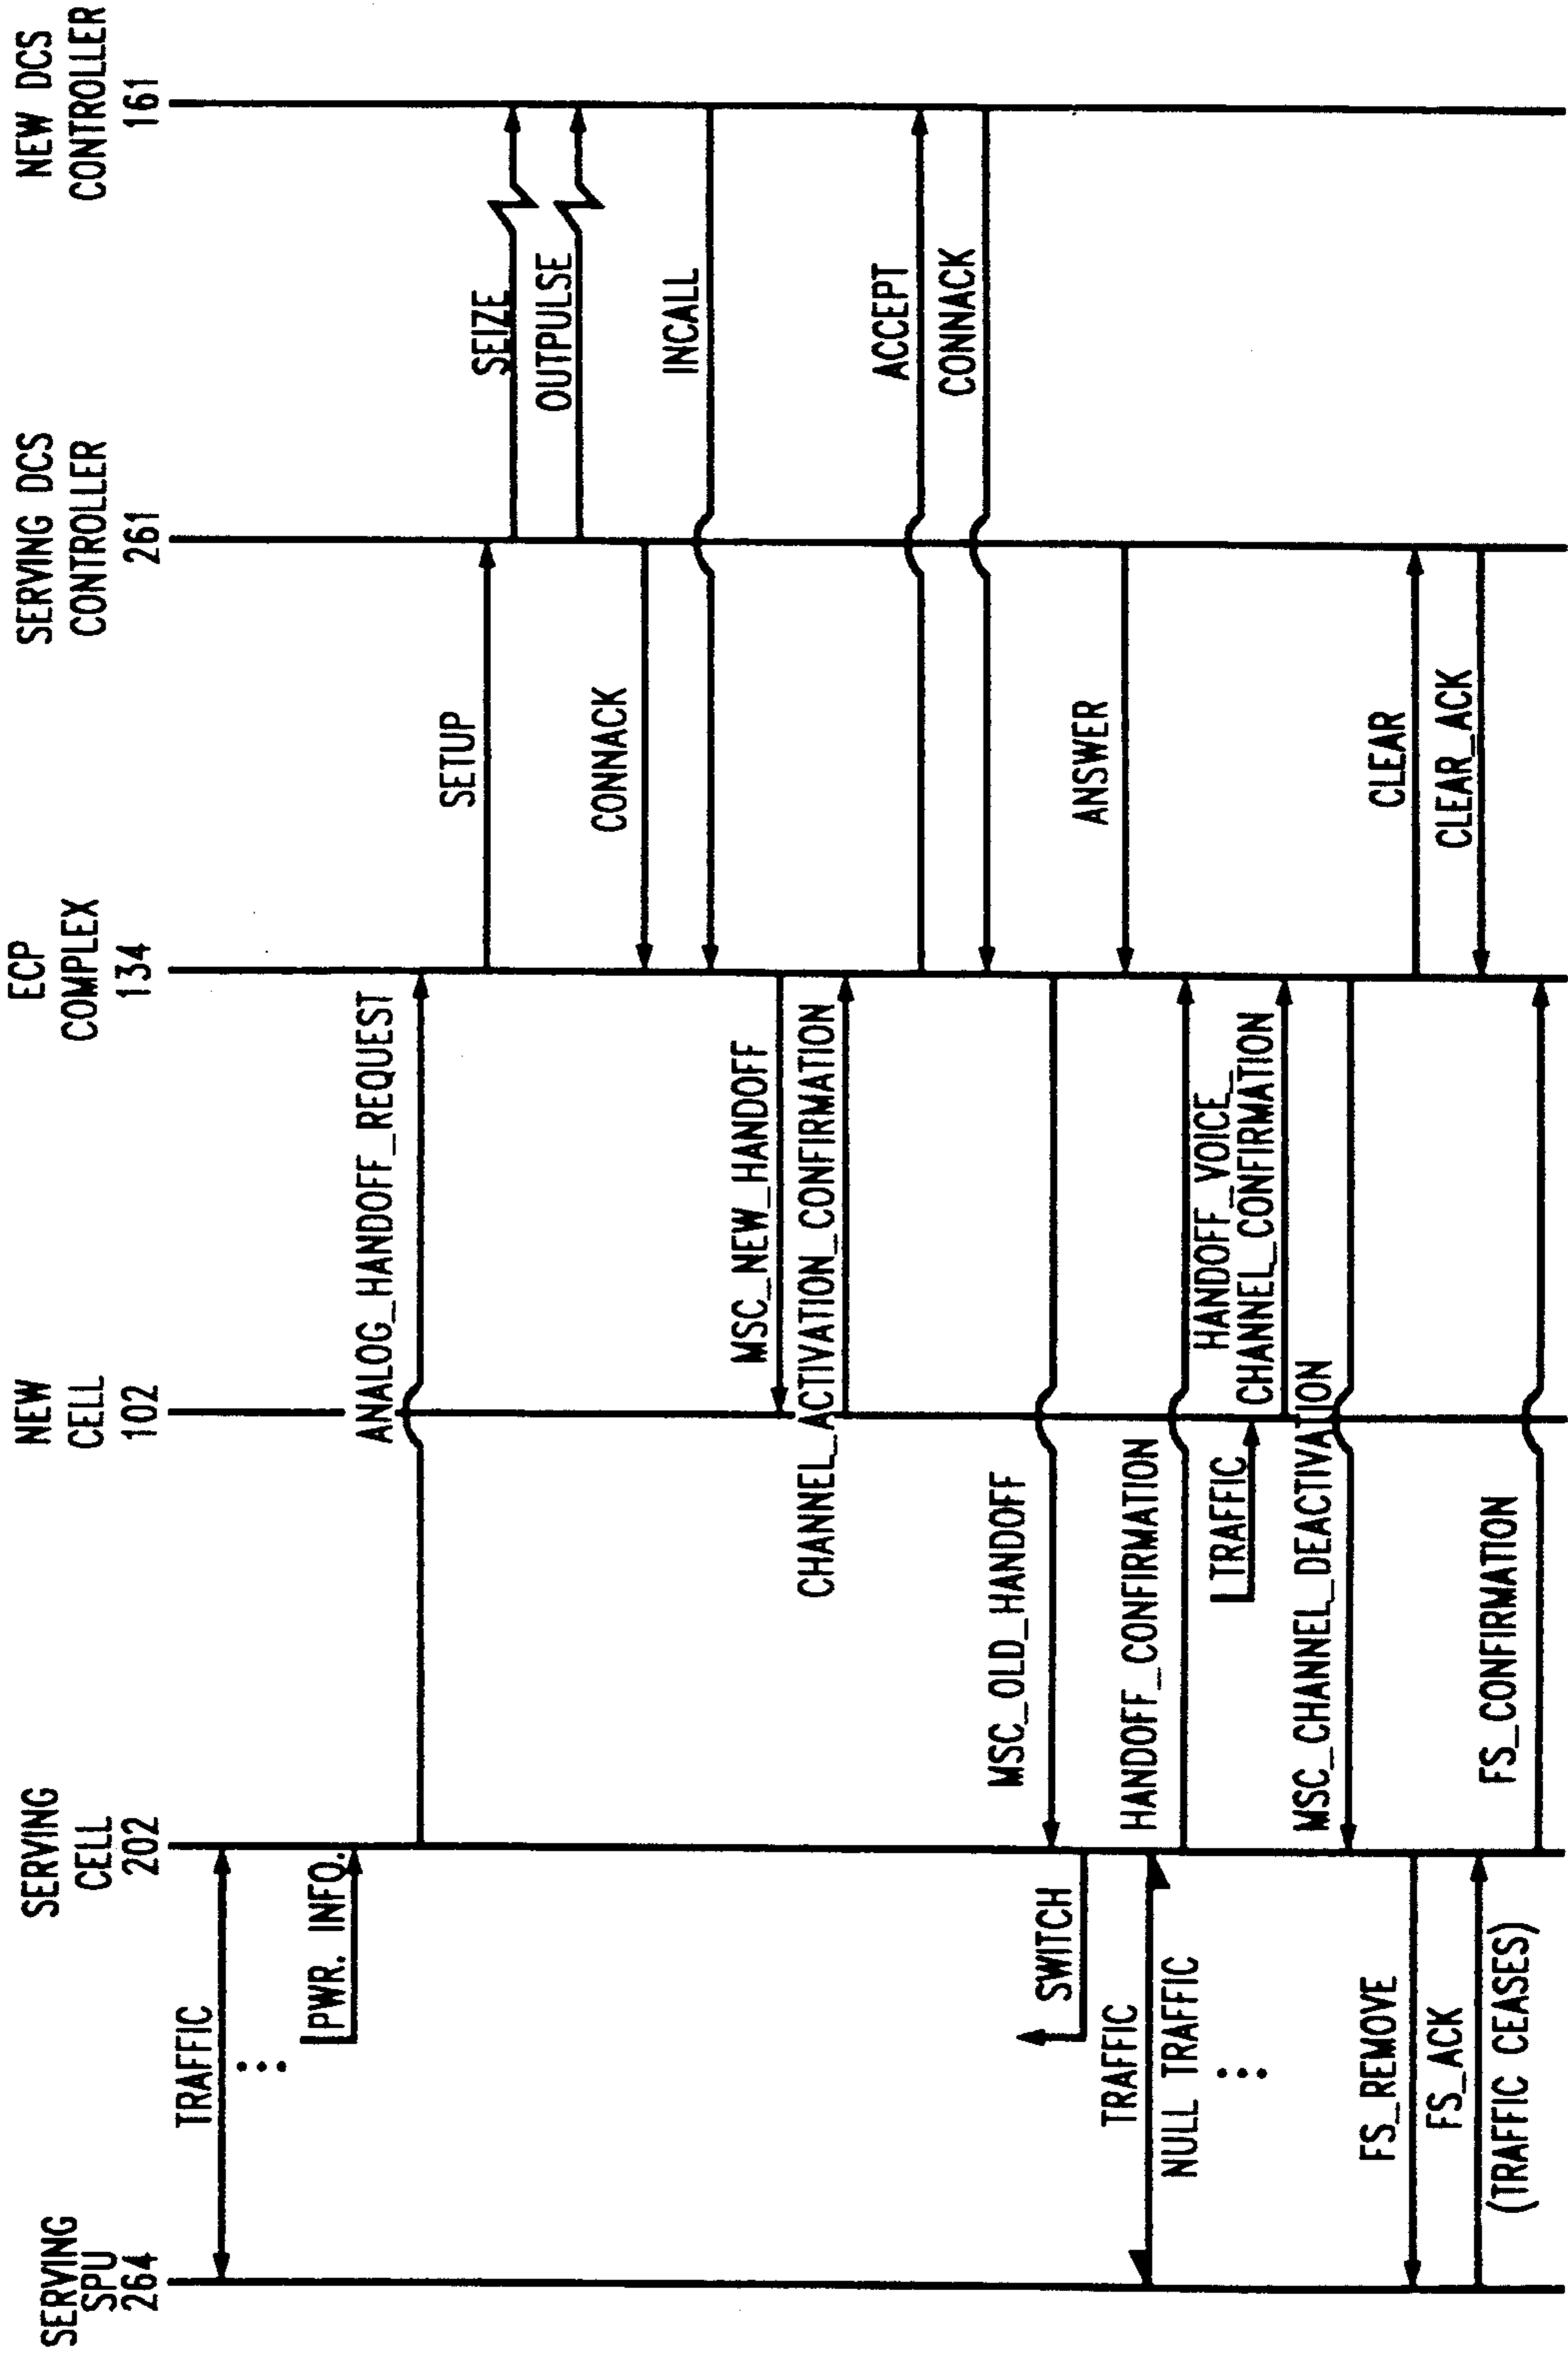 SERVING
SPU
264
SERVING
CELL
202
NEW
CELL
102
ECP
COMPLEX
134
SERVING DCS
CONTROLLER
261
NEW DCS
CONTROLLER
161
TRAFFIC
PWR. INFO.
ANALOG_HANDOFF_REQUEST
SETUP
SEIZE
OUTPULSE
CONNACK
INCALL
MSC_NEW_HANDOFF
CHANNEL_ACTIVATION_CONFIRMATION
ACCEPT
CONNACK
MSC_OLD_HANDOFF
SWITCH
ANSWER
TRAFFIC
NULL TRAFFIC
HANDOFF_CONFIRMATION
TRAFFIC
HANDOFF_VOICE_
CHANNEL_CONFIRMATION
MSC_CHANNEL_DEACTIVATION
FS_REMOVE
CLEAR
FS_ACK
(TRAFFIC CEASES)
CLEAR_ACK
FS_CONFIRMATION